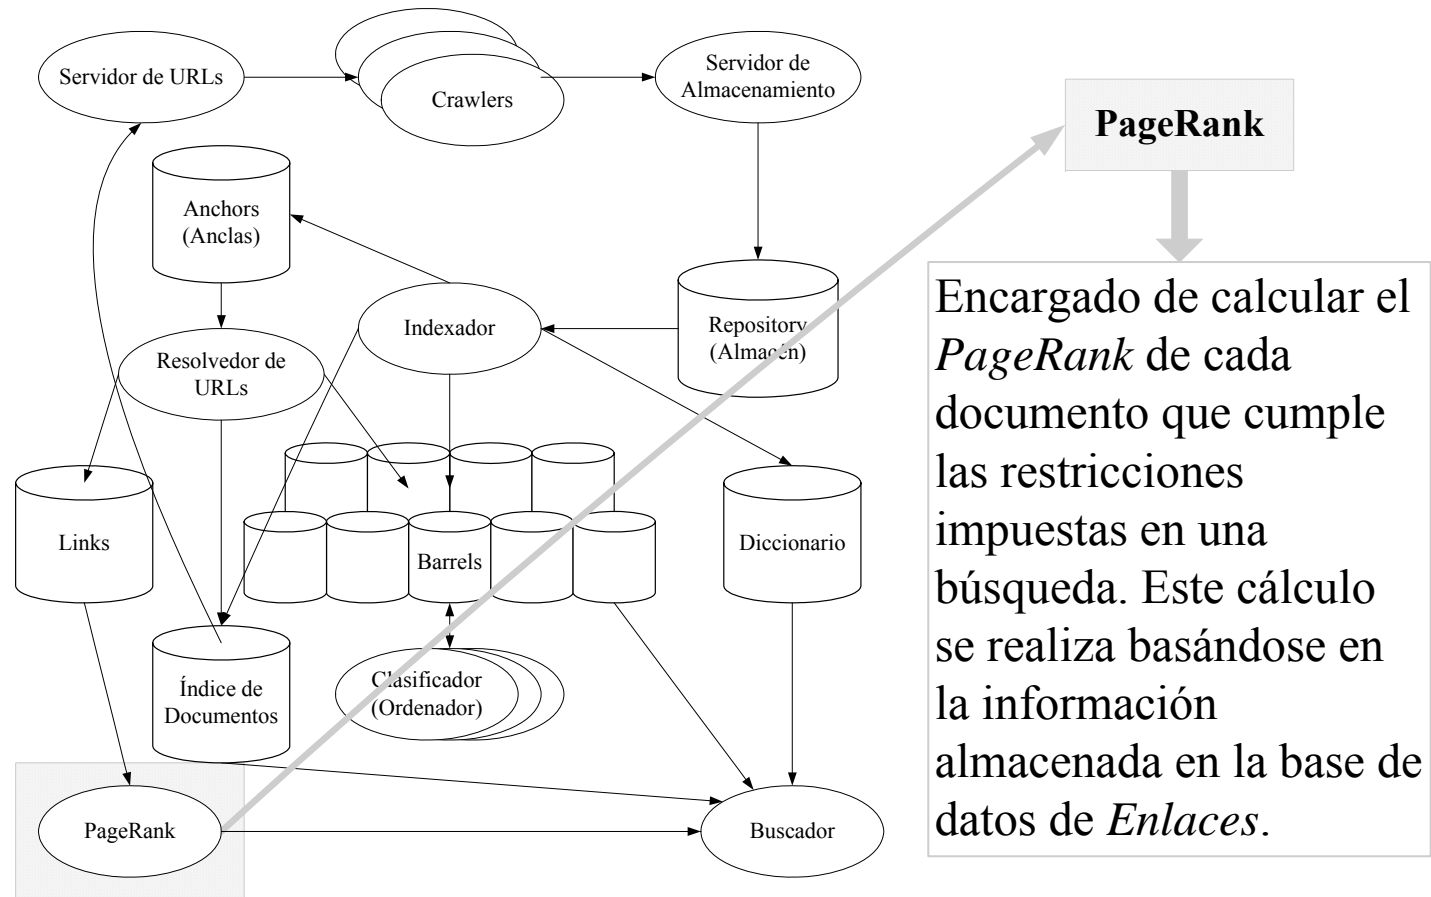 Servidor de URLs
Crawlers
Servidor de
Almacenamiento
PageRank
Anchors
(Anclas)
Indexador
Repository
(Almacén)
Resolvedor de
URLs
Encargado de calcular el
PageRank de cada
documento que cumple
las restricciones
impuestas en una
búsqueda. Este cálculo
se realiza basándose en
la información
almacenada en la base de
datos de Enlaces.
Links
Barrels
Diccionario
Índice de
Documentos
Clasificador
(Ordenador)
PageRank
Buscador